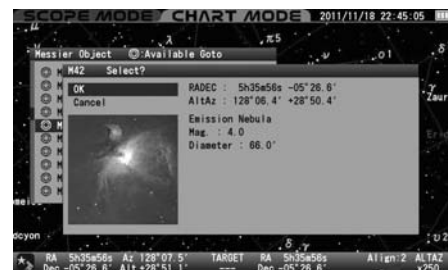 SCOPE MODE CHART MODE 2011/11/18 22:45:05
π5
λ
Messier Object ◎:Available Goto
ο1
M42 Select?
OK
Cancel
RADEC : 5h35m56s -05°26.6'
AltAz : 128°06.4' +28°50.4'
Emission Nebula
Mag. : 4.0
Diameter : 66.0'
RA 5h35m56s Az 128°07.5' TARGET RA 5h35m56s Align:2 ALTAZ
Dec -05°26.6' Alt +28°51.1' --- Dec -05°26.6' x250